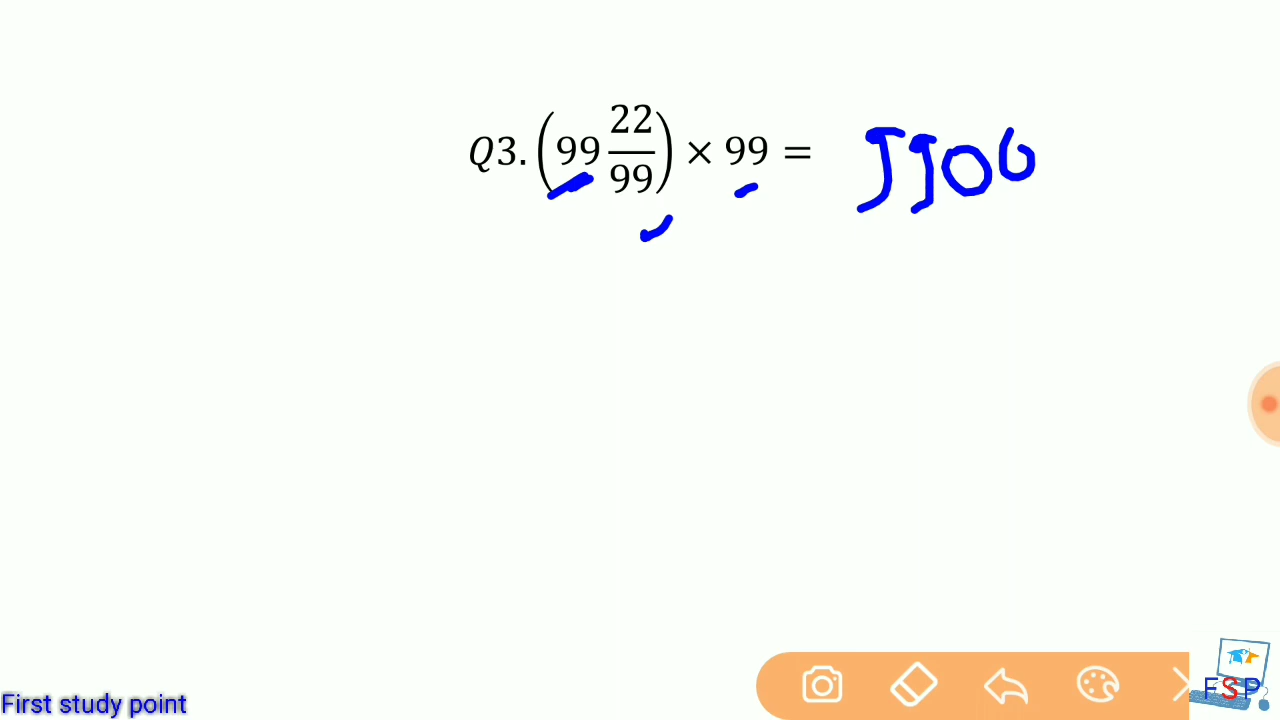 Q3. (99 22/99) × 99 =
First study point
FSP